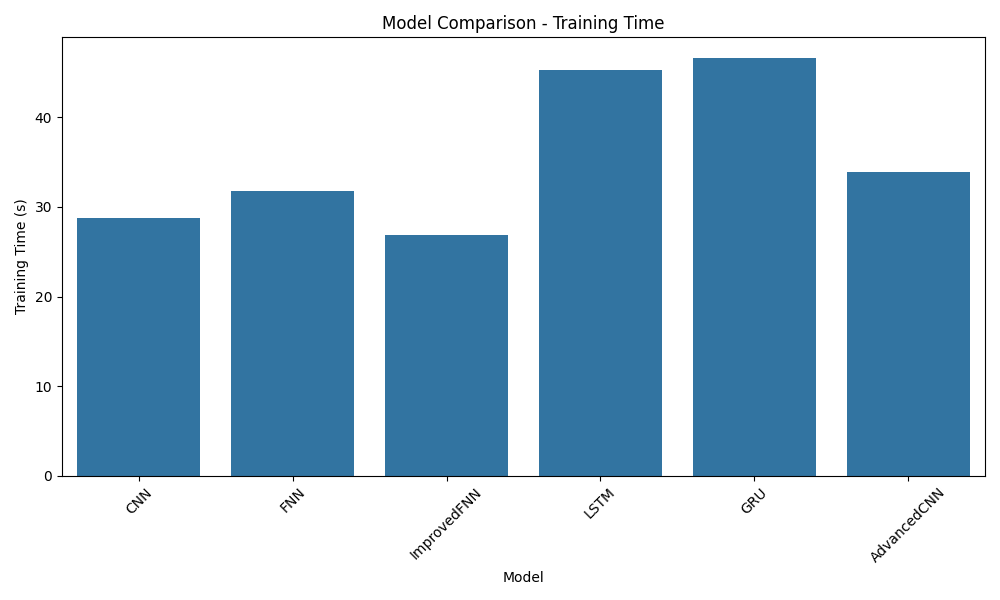 Model Comparison - Training Time
Training Time (s)
40
30
20
10
0
CNN
FNN
ImprovedFNN
LSTM
GRU
AdvancedCNN
Model